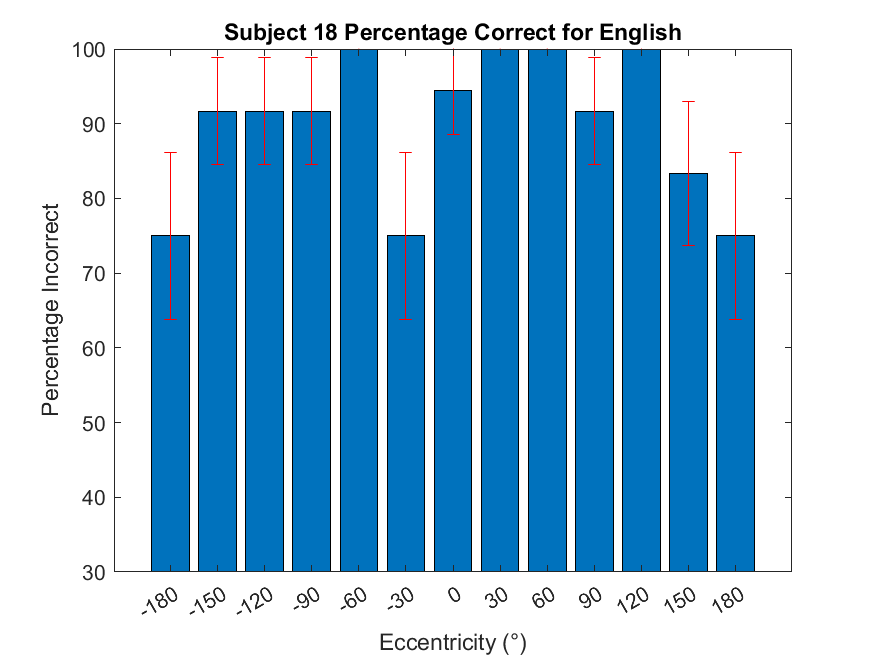 Subject 18 Percentage Correct for English
Percentage Incorrect
100
90
80
70
60
50
40
30
-180 -150 -120 -90 -60 -30 0 30 60 90 120 150 180
Eccentricity (°)